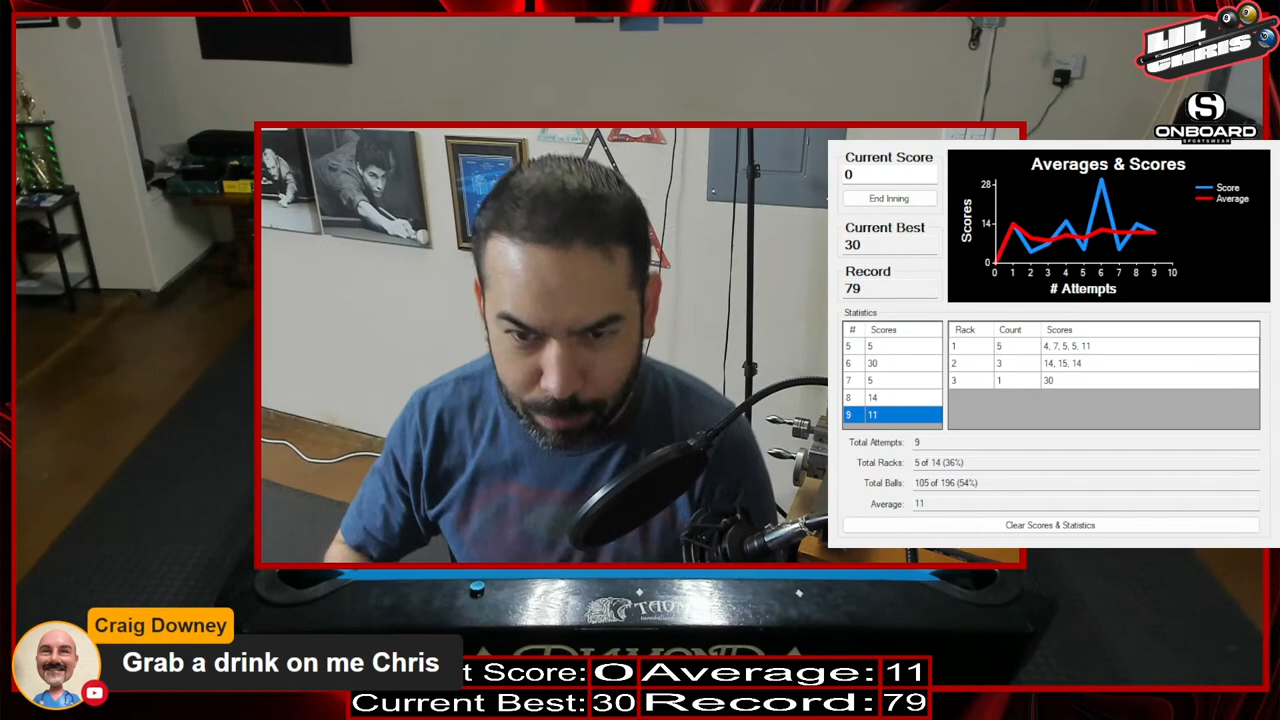 LIL
CHRIS
S
ONBOARD
SPORTSWEAR
Current Score
0
End Inning
Current Best
30
Record
79
Averages & Scores
Score
Average
Scores
28
14
0
0 1 2 3 4 5 6 7 8 9 10
# Attempts
Statistics
# Scores
5 5
6 30
7 5
8 14
9 11
Rack Count Scores
1 5 4, 7, 5, 5, 11
2 3 14, 15, 14
3 1 30
Total Attempts: 9
Total Racks: 5 of 14 (36%)
Total Balls: 105 of 196 (54%)
Average: 11
Clear Scores & Statistics
DIAMOND
Craig Downey
Grab a drink on me Chris
t Score: 0 Average: 11
Current Best: 30 Record: 79